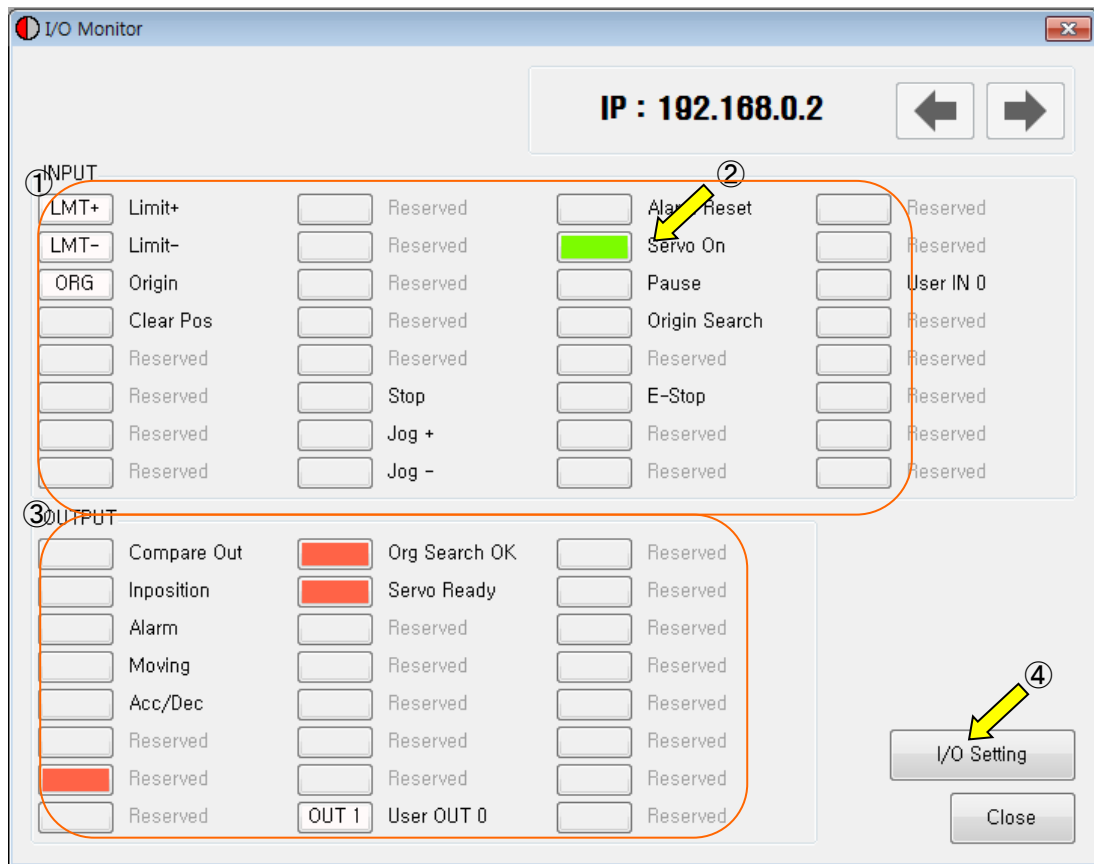 I/O Monitor
IP : 192.168.0.2
① INPUT ②
LMT+ Limit+ Reserved Alarm Reset Reserved
LMT- Limit- Reserved Servo On Reserved
ORG Origin Reserved Pause User IN 0
Clear Pos Reserved Origin Search Reserved
Reserved Reserved Reserved Reserved
Reserved Stop E-Stop Reserved
Reserved Jog + Reserved Reserved
Reserved Jog - Reserved Reserved
③ OUTPUT
Compare Out Org Search OK Reserved
Inposition Servo Ready Reserved
Alarm Reserved Reserved
Moving Reserved Reserved
④
Acc/Dec Reserved Reserved
Reserved Reserved Reserved
I/O Setting
Reserved Reserved Reserved
Reserved OUT 1 User OUT 0 Reserved
Close